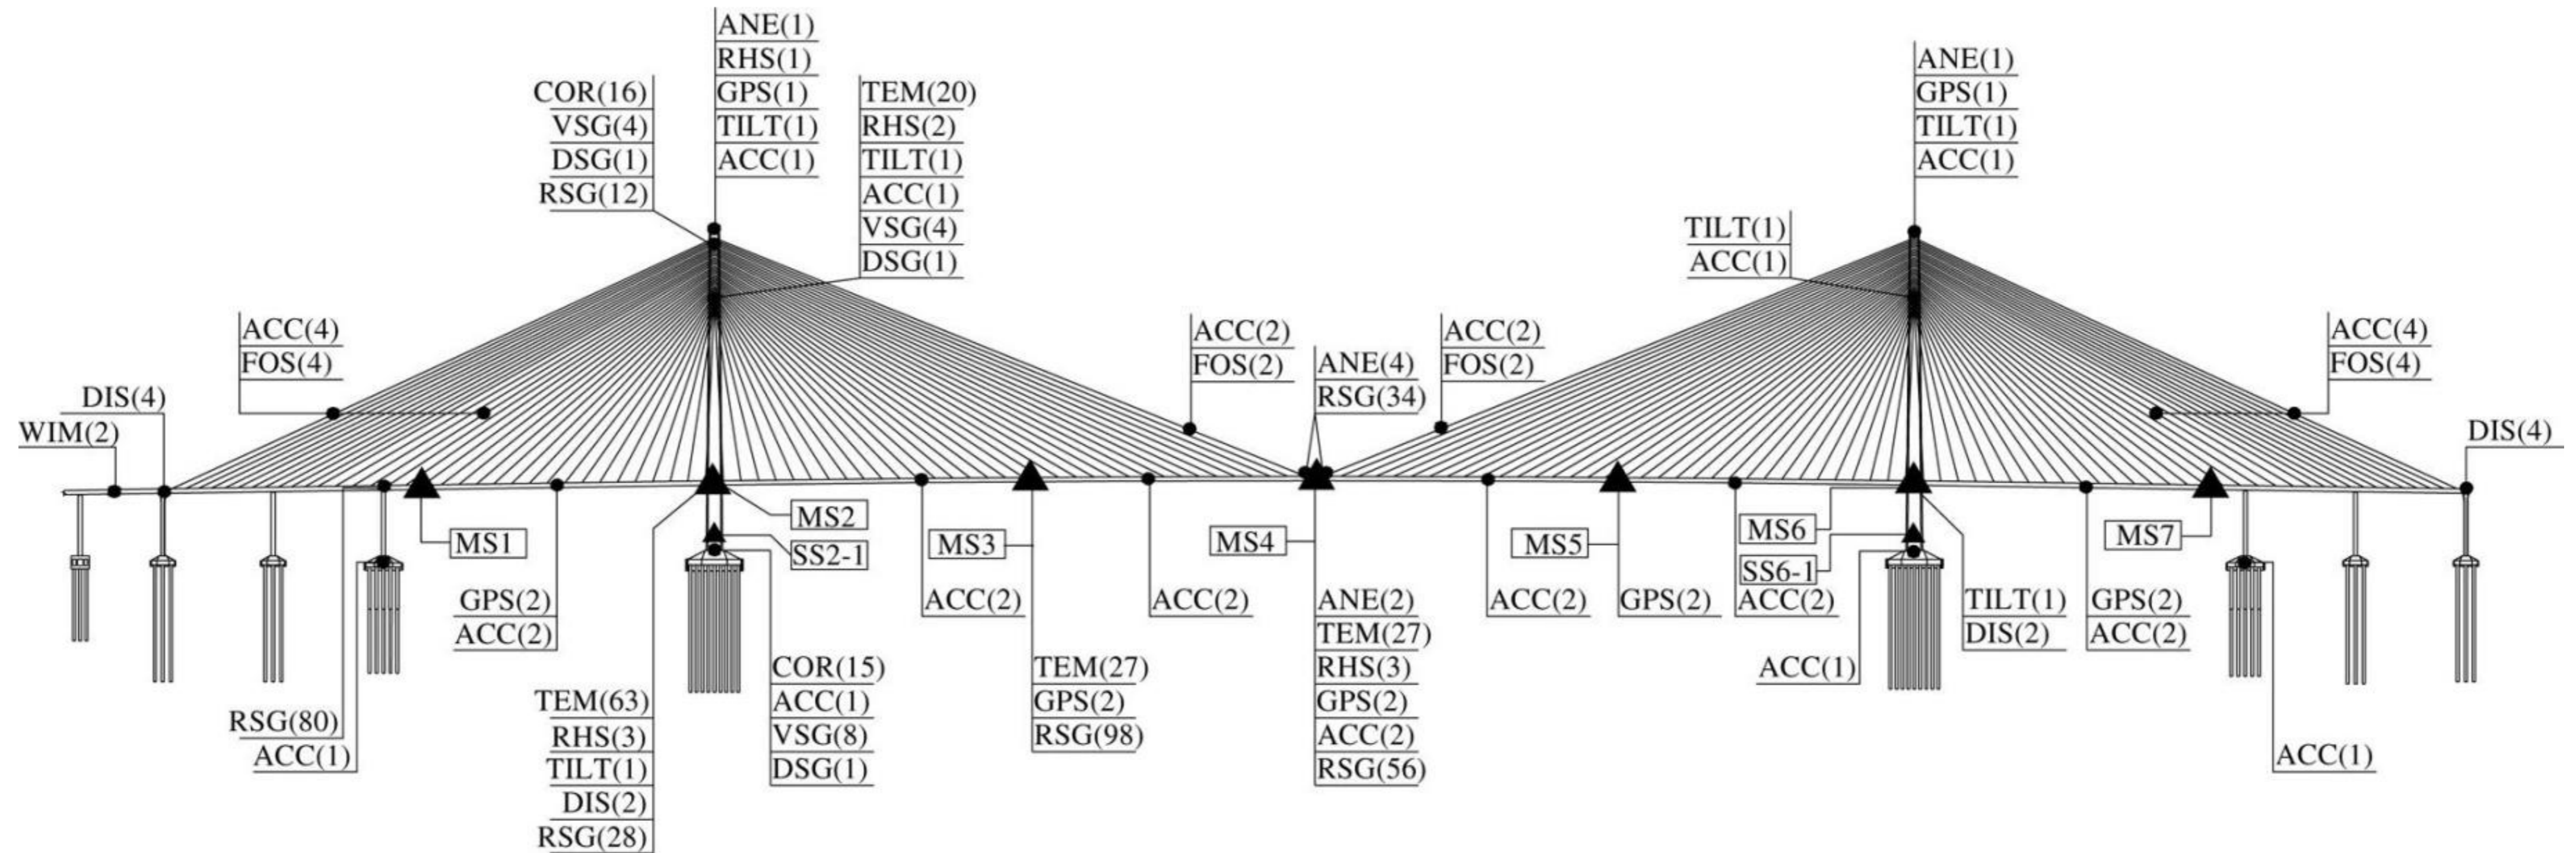 ANE(1)
RHS(1)
GPS(1)
TILT(1)
ACC(1)
COR(16)
VSG(4)
DSG(1)
RSG(12)
TEM(20)
RHS(2)
TILT(1)
ACC(1)
VSG(4)
DSG(1)
ANE(1)
GPS(1)
TILT(1)
ACC(1)
TILT(1)
ACC(1)
ACC(4)
FOS(4)
ACC(2)
FOS(2)
ANE(4)
RSG(34)
ACC(2)
FOS(2)
ACC(4)
FOS(4)
DIS(4)
WIM(2)
DIS(4)
MS1
MS2
SS2-1
MS3
MS4
MS5
MS6
SS6-1
MS7
GPS(2)
ACC(2)
ACC(2)
ACC(2)
ACC(2)
GPS(2)
ACC(2)
TILT(1)
DIS(2)
GPS(2)
ACC(2)
RSG(80)
ACC(1)
TEM(63)
RHS(3)
TILT(1)
DIS(2)
RSG(28)
COR(15)
ACC(1)
VSG(8)
DSG(1)
TEM(27)
GPS(2)
RSG(98)
ANE(2)
TEM(27)
RHS(3)
GPS(2)
ACC(2)
RSG(56)
ACC(1)
ACC(1)